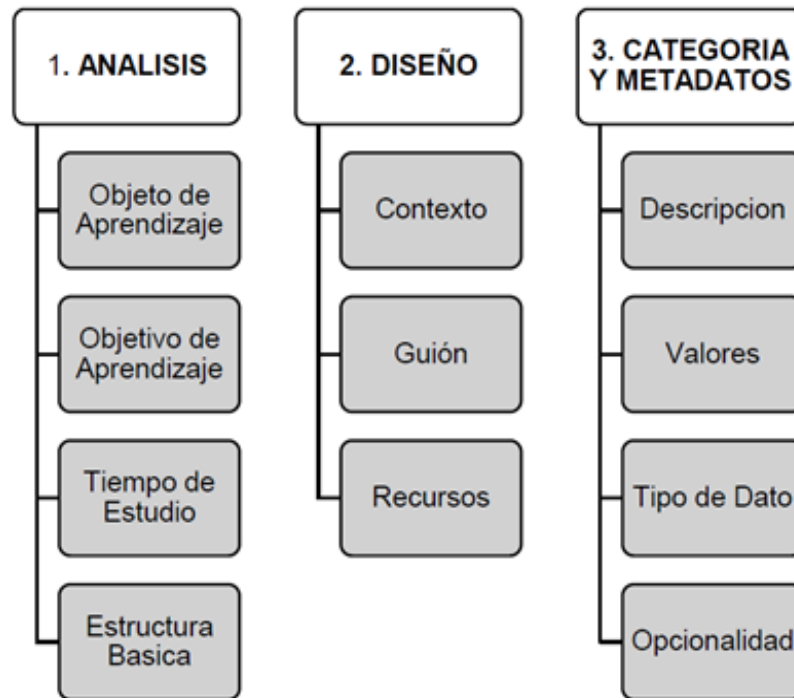 1. ANALISIS
Objeto de
Aprendizaje
Objetivo de
Aprendizaje
Tiempo de
Estudio
Estructura
Basica
2. DISEÑO
Contexto
Guión
Recursos
3. CATEGORIA
Y METADATOS
Descripcion
Valores
Tipo de Dato
Opcionalidad